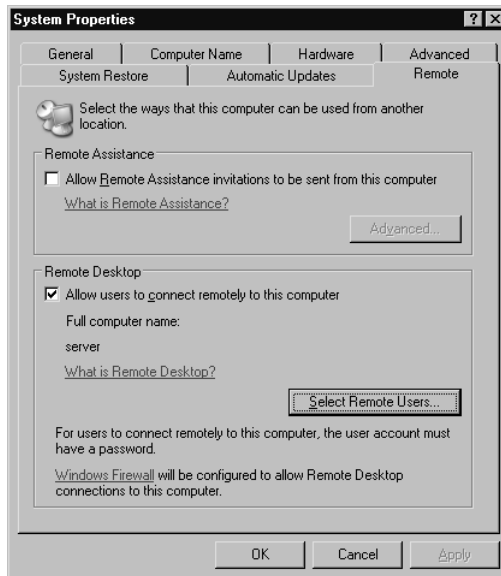 System Properties
General
Computer Name
Hardware
Advanced
System Restore
Automatic Updates
Remote
Select the ways that this computer can be used from another
location.
Remote Assistance
Allow Remote Assistance invitations to be sent from this computer
What is Remote Assistance?
Advanced...
Remote Desktop
Allow users to connect remotely to this computer
Full computer name:
server
What is Remote Desktop?
Select Remote Users...
For users to connect remotely to this computer, the user account must
have a password.
Windows Firewall will be configured to allow Remote Desktop
connections to this computer.
OK
Cancel
Apply